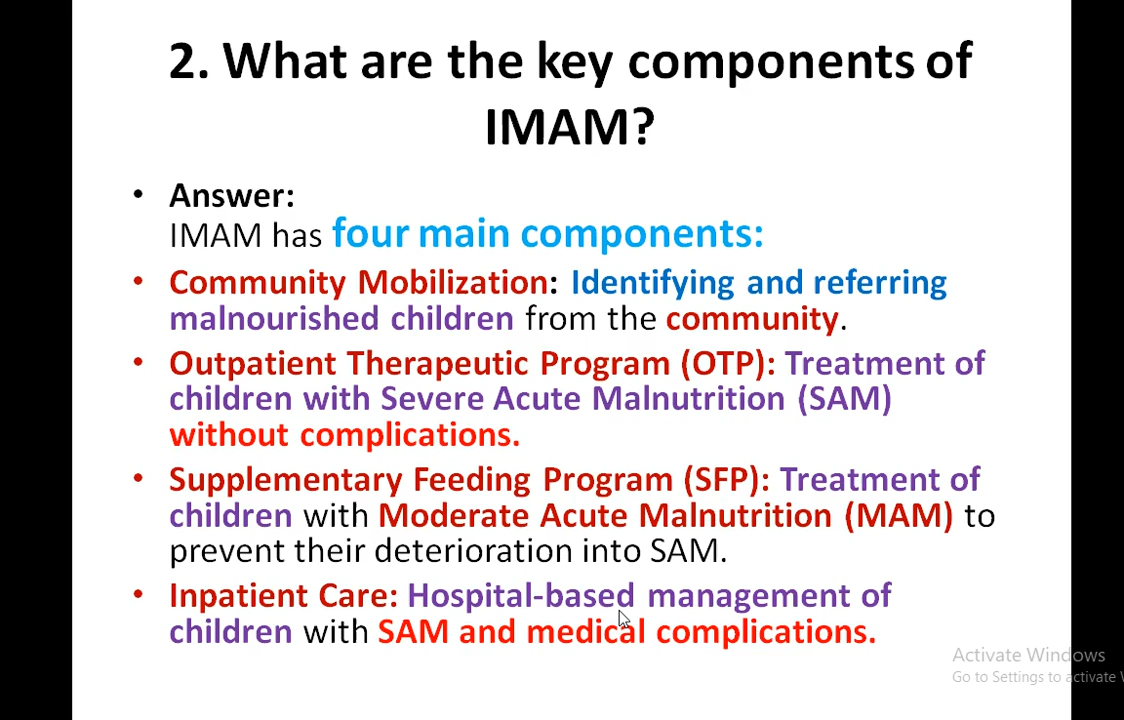 2. What are the key components of
IMAM?
• Answer:
IMAM has four main components:
• Community Mobilization: Identifying and referring
malnourished children from the community.
• Outpatient Therapeutic Program (OTP): Treatment of
children with Severe Acute Malnutrition (SAM)
without complications.
• Supplementary Feeding Program (SFP): Treatment of
children with Moderate Acute Malnutrition (MAM) to
prevent their deterioration into SAM.
• Inpatient Care: Hospital-based management of
children with SAM and medical complications.
Activate Windows
Go to Settings to activate